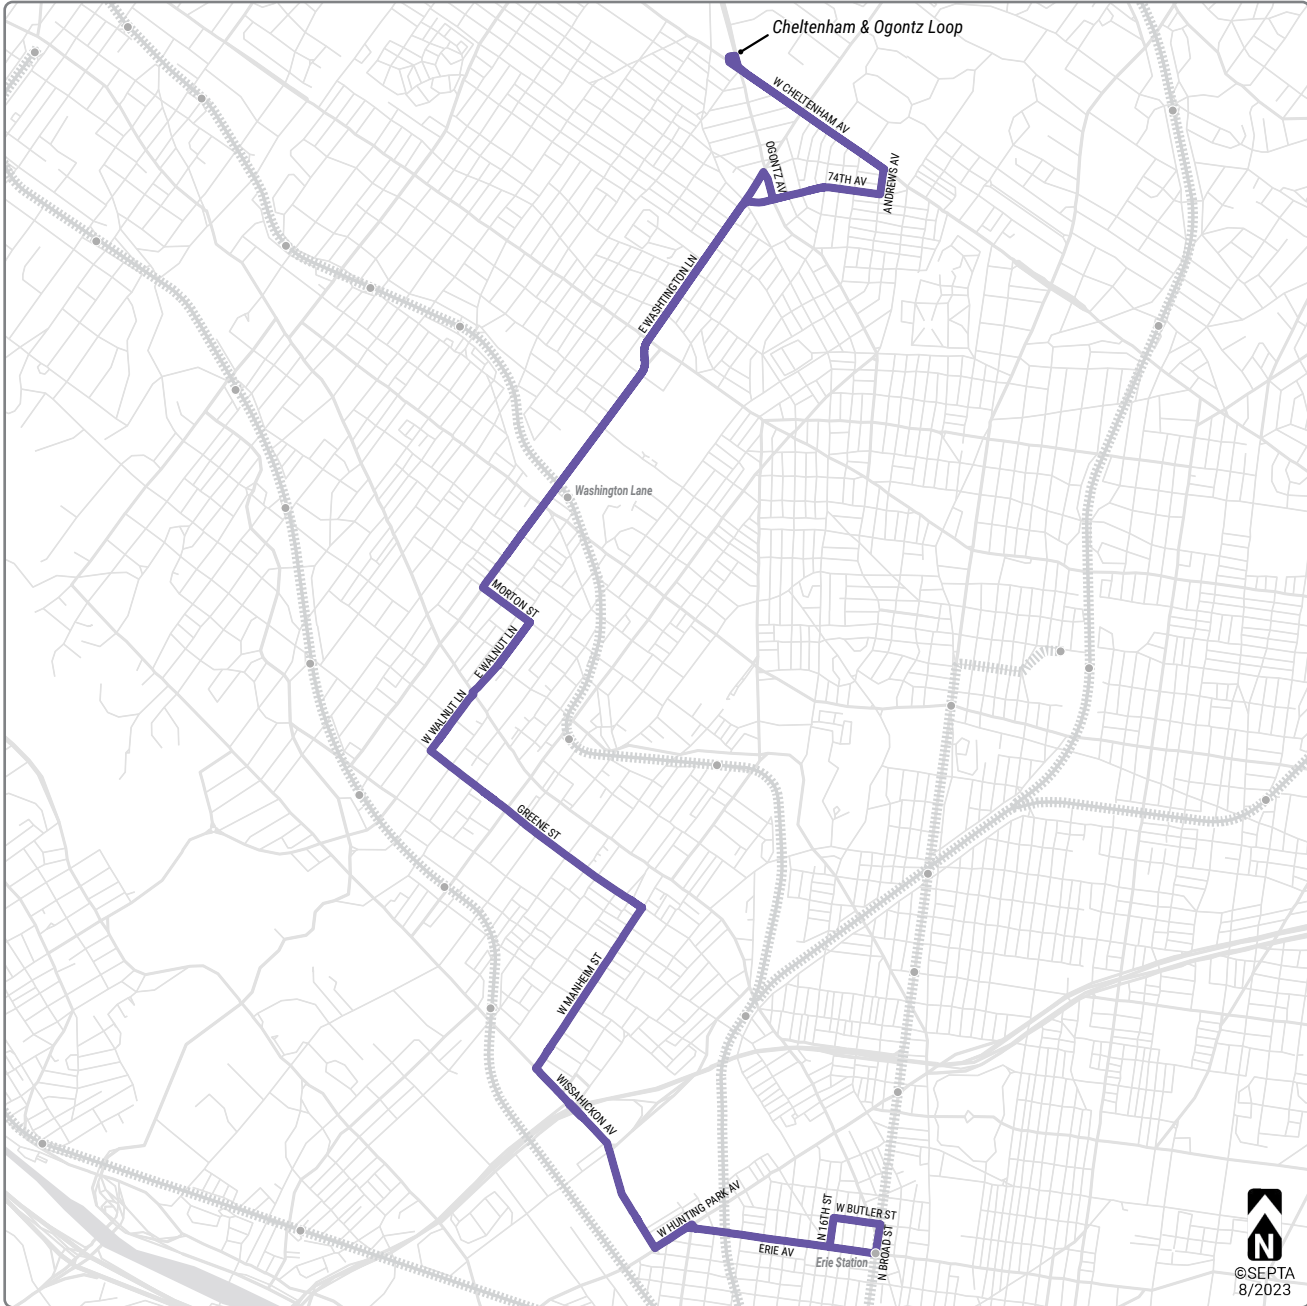 Cheltenham & Ogontz Loop
W CHELTENHAM AV
OGONTZ AV
74TH AV
ANDREWS AV
E WASHTINGTON LN
Washington Lane
MORTON ST
E WALNUT LN
W WALNUT LN
GREENE ST
W MANHEIM ST
WISSAHICKON AV
W HUNTING PARK AV
N 16TH ST
W BUTLER ST
ERIE AV
Erie Station
N BROAD ST
N
©SEPTA
8/2023